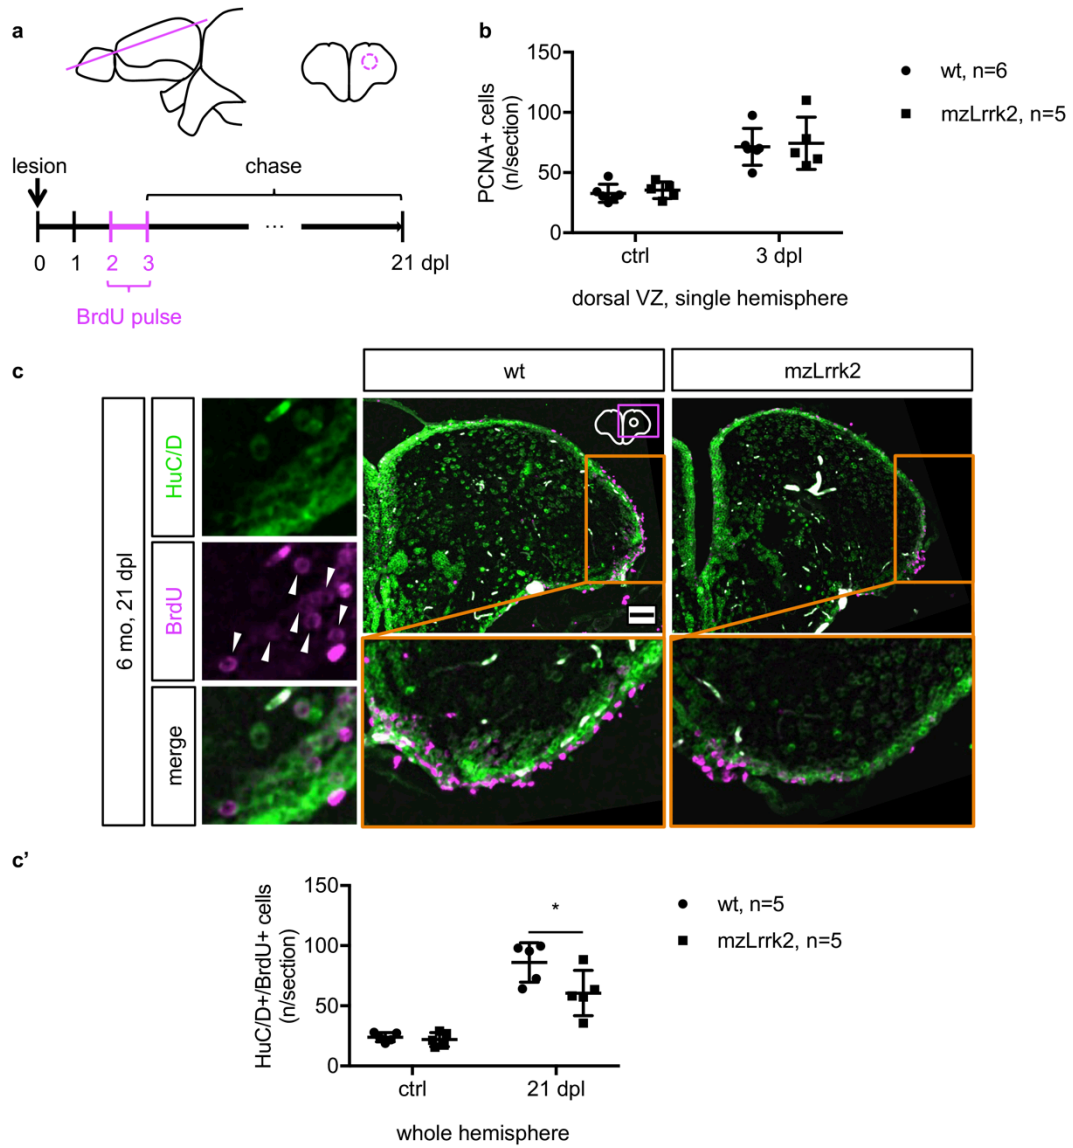 a
lesion
chase
...
0
1
2
3
21 dpl
BrdU pulse
b
150
100
50
0
PCNA+ cells
(n/section)
ctrl
3 dpl
dorsal VZ, single hemisphere
wt, n=6
mzLrrk2, n=5
c
wt
mzLrrk2
6 mo, 21 dpl
HuC/D
BrdU
merge
c’
150
100
50
0
HuC/D+/BrdU+ cells
(n/section)
*
ctrl
21 dpl
whole hemisphere
wt, n=5
mzLrrk2, n=5